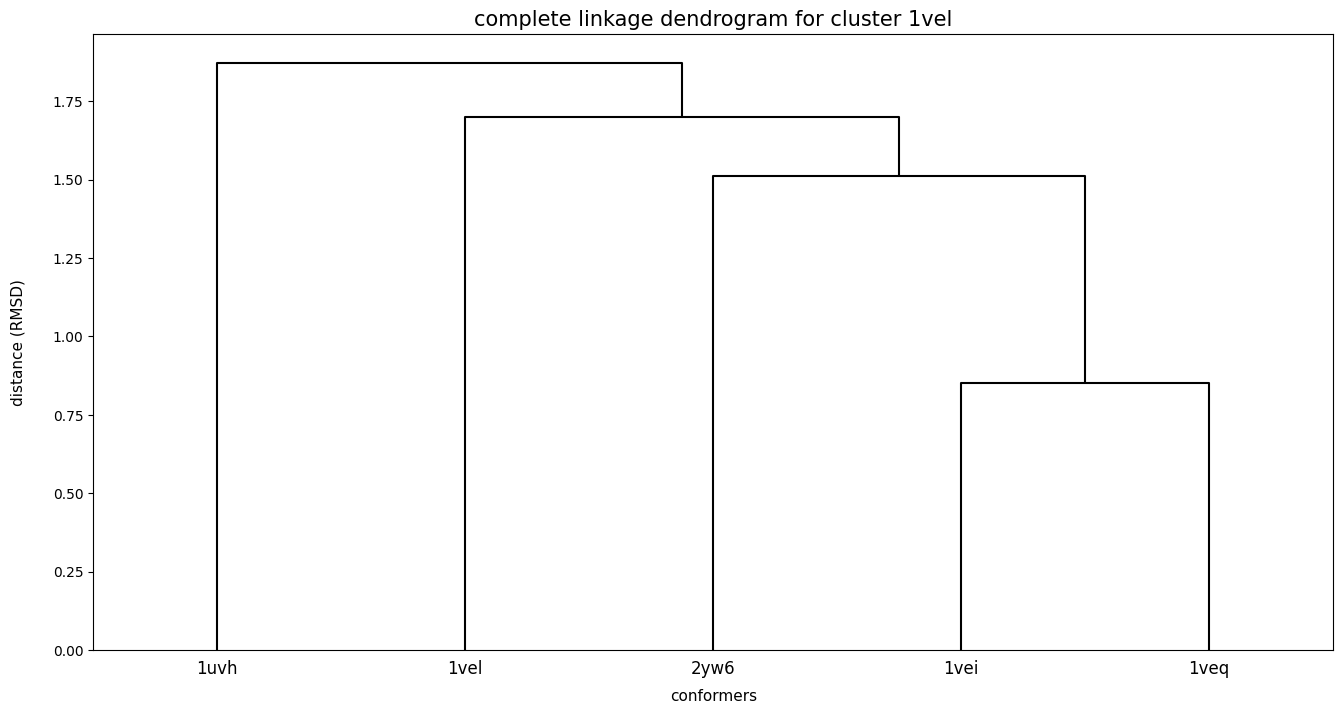 complete linkage dendrogram for cluster 1vel
1.75
1.50
1.25
1.00
0.75
0.50
0.25
0.00
distance (RMSD)
1uvh 1vel 2yw6 1vei 1veq
conformers